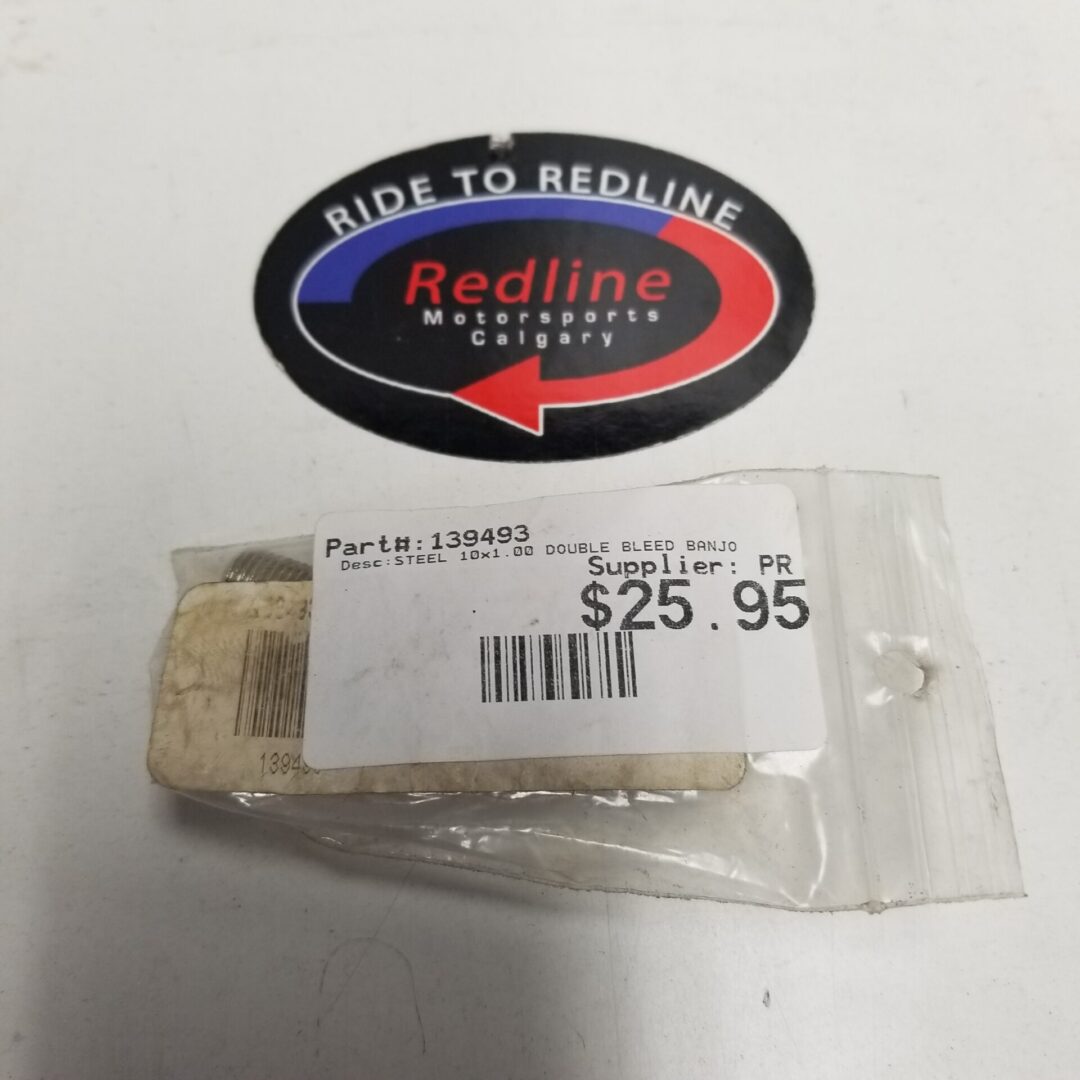 RIDE TO REDLINE
Redline
Motorsports
Calgary
Part#:139493
Desc:STEEL 10x1.00 DOUBLE BLEED BANJO
Supplier: PR
$25.95